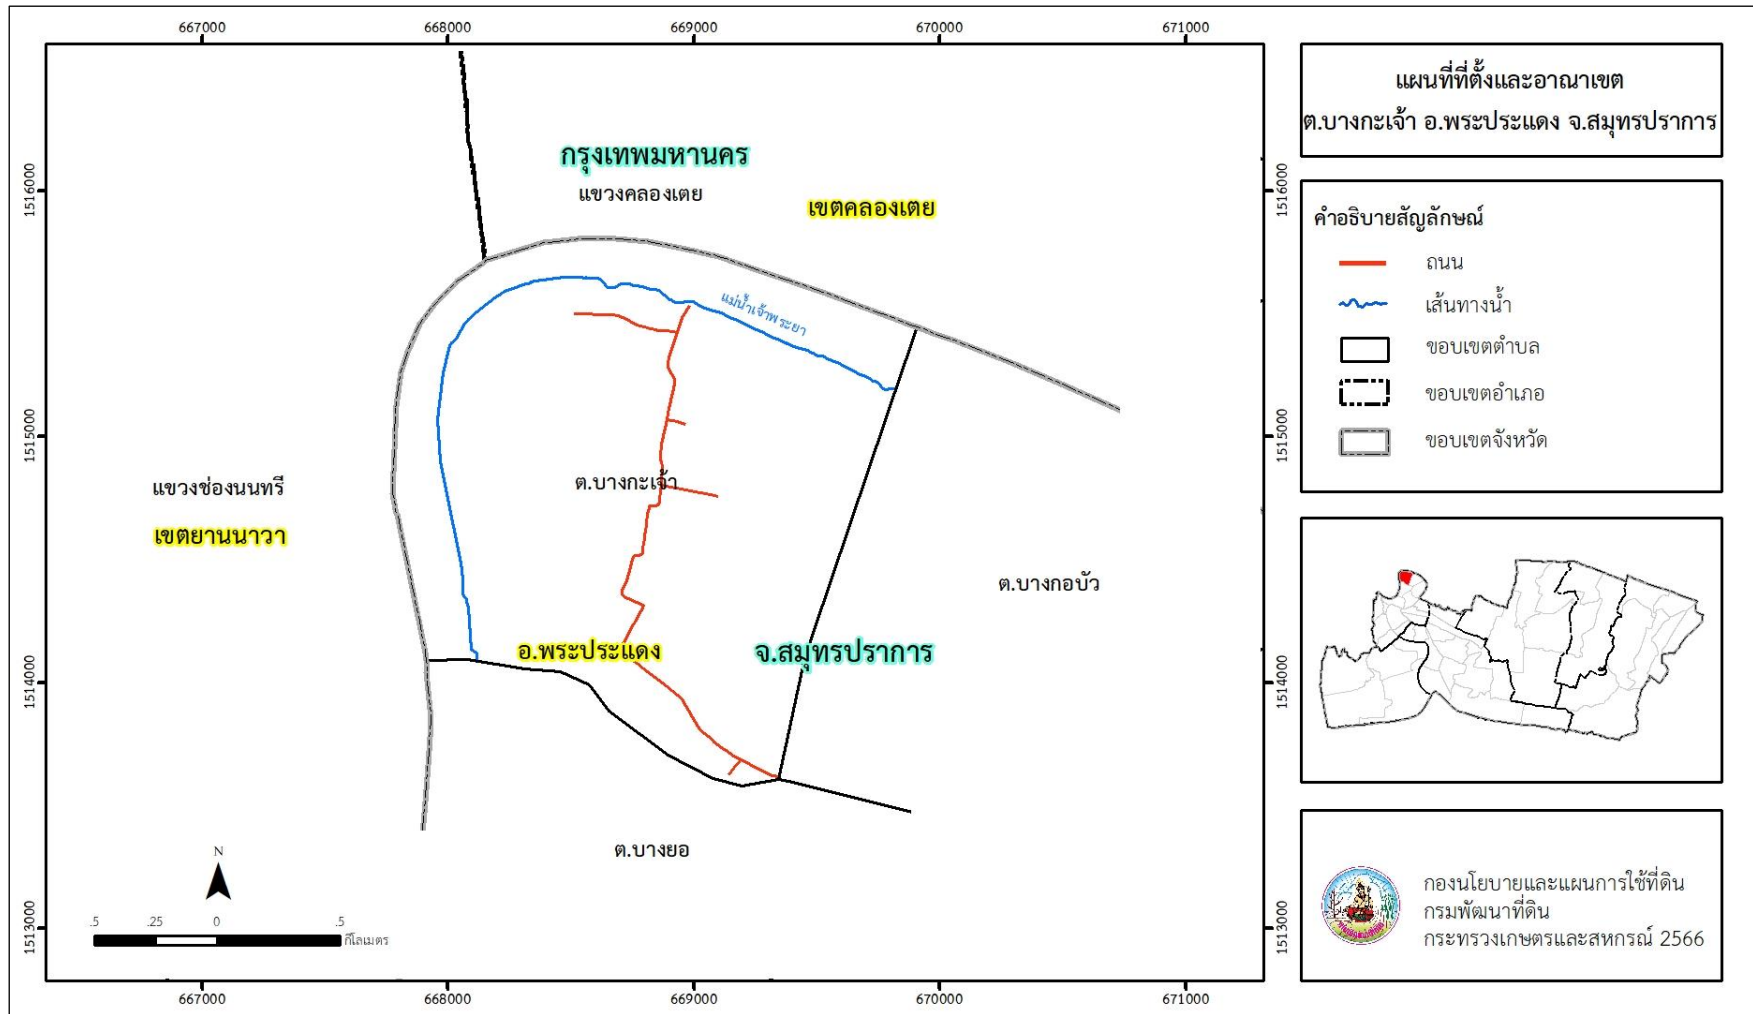 667000 668000 669000 670000 671000
แผนที่ที่ตั้งและอาณาเขต
ต.บางกะเจ้า อ.พระประแดง จ.สมุทรปราการ
กรุงเทพมหานคร
แขวงคลองเตย
เขตคลองเตย
1516000
1516000
คำอธิบายสัญลักษณ์
ถนน
เส้นทางน้ำ
ขอบเขตตำบล
ขอบเขตอำเภอ
ขอบเขตจังหวัด
แม่น้ำเจ้าพระยา
1515000
1515000
แขวงช่องนนทรี
เขตยานนาวา
ต.บางกะเจ้า
ต.บางกอบัว
อ.พระประแดง
จ.สมุทรปราการ
1514000
1514000
ต.บางยอ
N
.5 .25 0 .5
กิโลเมตร
1513000
1513000
กองนโยบายและแผนการใช้ที่ดิน
กรมพัฒนาที่ดิน
กระทรวงเกษตรและสหกรณ์ 2566
667000 668000 669000 670000 671000